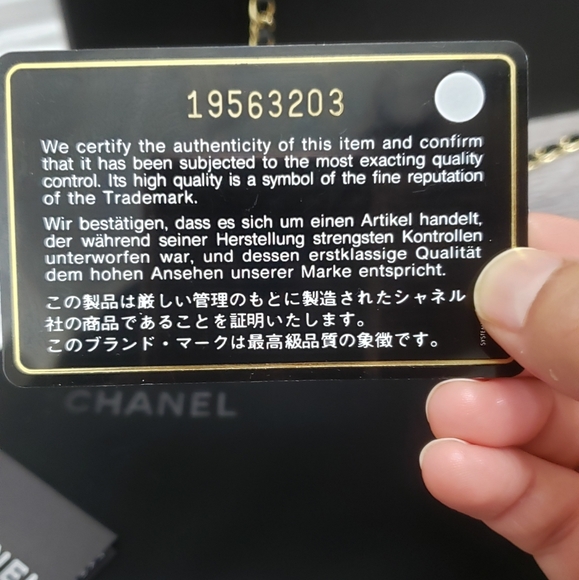 19563203
We certify the authenticity of this item and confirm
that it has been subjected to the most exacting quality
control. Its high quality is a symbol of the fine reputation
of the Trademark.
Wir bestätigen, dass es sich um einen Artikel handelt,
der während seiner Herstellung strengsten Kontrollen
unterworfen war, und dessen erstklassige Qualität
dem hohen Ansehen unserer Marke entspricht.
この製品は厳しい管理のもとに製造されたシャネル
社の商品であることを証明いたします。
このブランド・マークは最高級品質の象徴です。
CHANEL